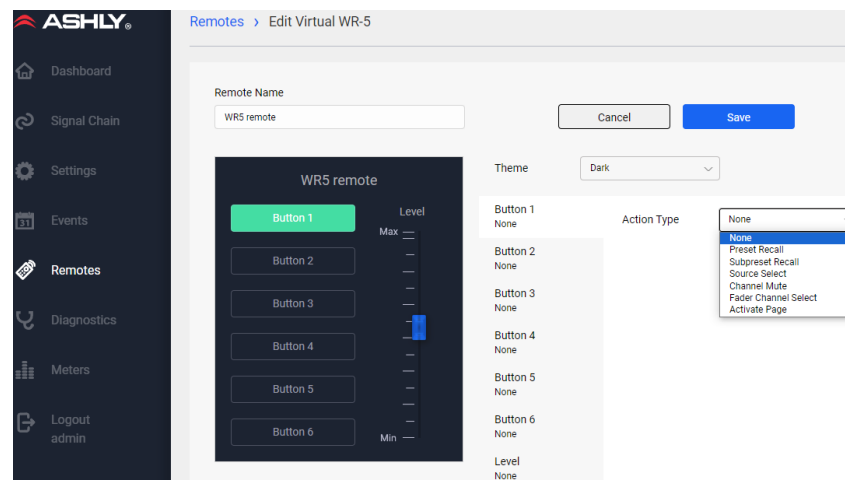 ASHLY®
Remotes › Edit Virtual WR-5
Dashboard
Signal Chain
Settings
31
Events
Remotes
Diagnostics
Meters
Logout
admin
Remote Name
WR5 remote
Cancel
Save
WR5 remote
Button 1
Button 2
Button 3
Button 4
Button 5
Button 6
Level
Max
Min
Theme
Dark
Button 1
None
Button 2
None
Button 3
None
Button 4
None
Button 5
None
Button 6
None
Level
None
Action Type
None
None
Preset Recall
Subpreset Recall
Source Select
Channel Mute
Fader Channel Select
Activate Page